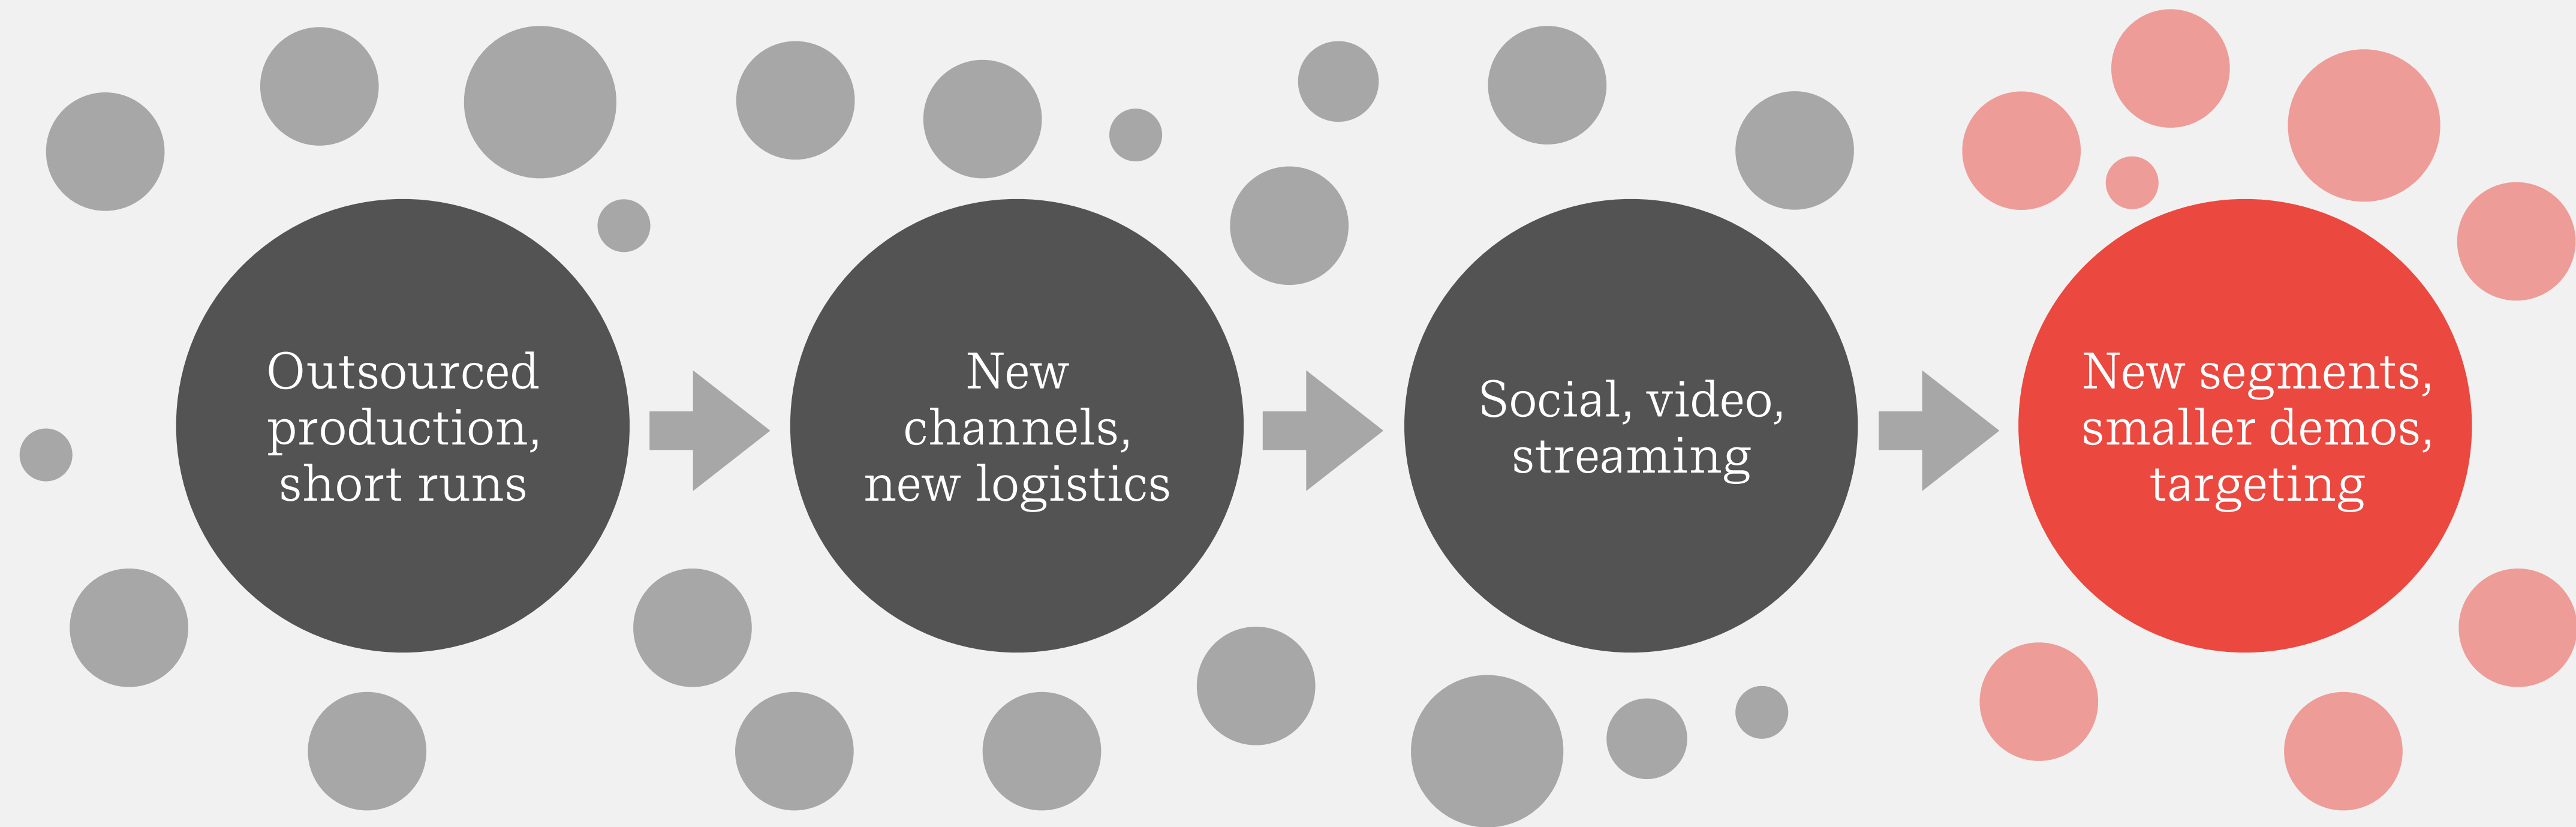 Outsourced
production,
short runs
New
channels,
new logistics
Social, video,
streaming
New segments,
smaller demos,
targeting